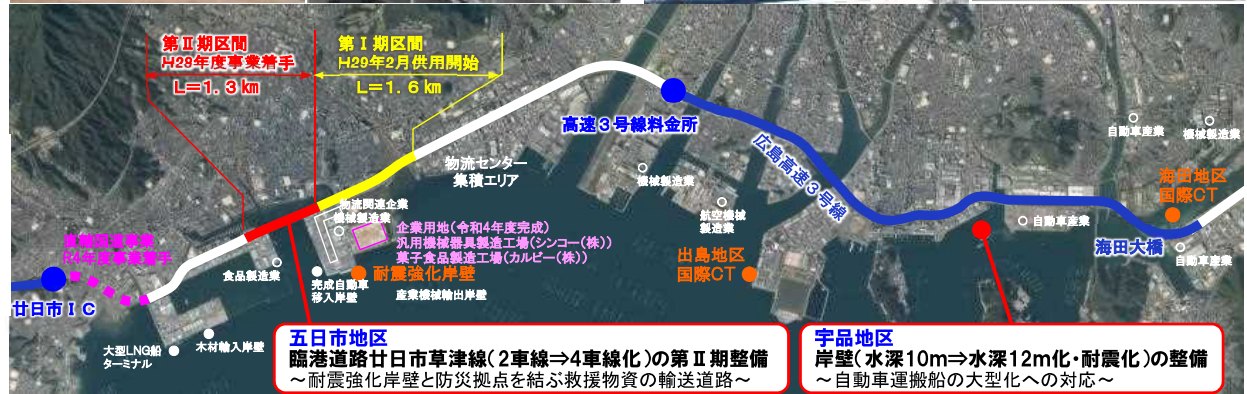 第Ⅱ期区間
H29年度事業着手
L=1.3㎞
第Ⅰ期区間
H29年2月供用開始
L=1.6㎞
高速3号線料金所
広島高速3号線
物流センター
集積エリア
機械製造業
航空機械
製造業
自動車産業
機械製造業
海田地区
国際CT
自動車産業
海田大橋
自動車産業
出島地区
国際CT
物流関連企業
機械製造業
企業用地(令和4年度完成)
汎用機械器具製造工場(シンコー(株))
菓子食品製造工場(カルビー(株))
耐震強化岸壁
産業機械輸出岸壁
完成自動車
移入岸壁
食品製造業
直轄国道事業
R4年度事業着手
廿日市IC
大型LNG船
ターミナル
木材輸入岸壁
五日市地区
臨港道路廿日市草津線(2車線⇒4車線化)の第Ⅱ期整備
~耐震強化岸壁と防災拠点を結ぶ救援物資の輸送道路~
宇品地区
岸壁(水深10m⇒水深12m化・耐震化)の整備
~自動車運搬船の大型化への対応~